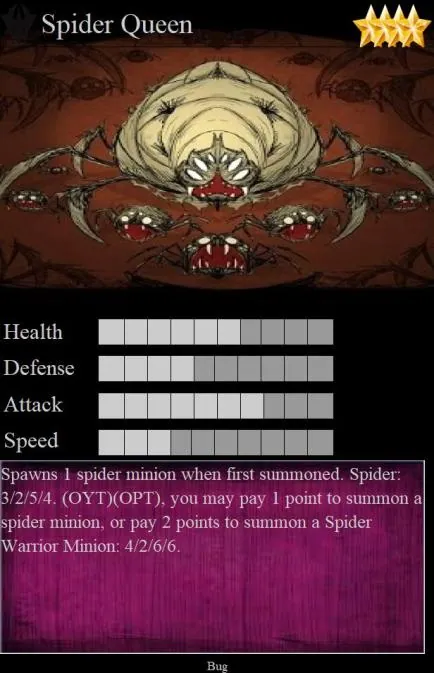 Spider Queen
Health
Defense
Attack
Speed
Spawns 1 spider minion when first summoned. Spider:
3/2/5/4. (OYT)(OPT), you may pay 1 point to summon a
spider minion, or pay 2 points to summon a Spider
Warrior Minion: 4/2/6/6.
Bug